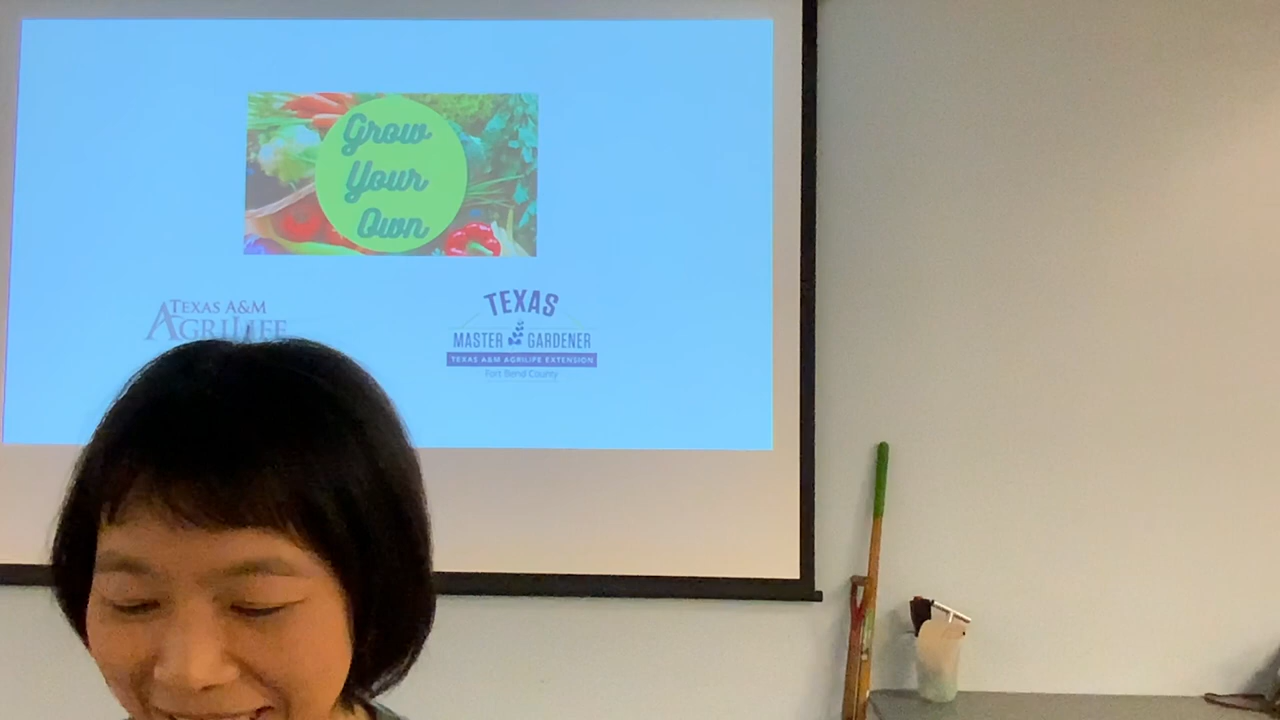 Grow
Your
Own
TEXAS A&M
AGRILIFE
TEXAS
MASTER GARDENER
TEXAS A&M AGRILIFE EXTENSION
Fort Bend County